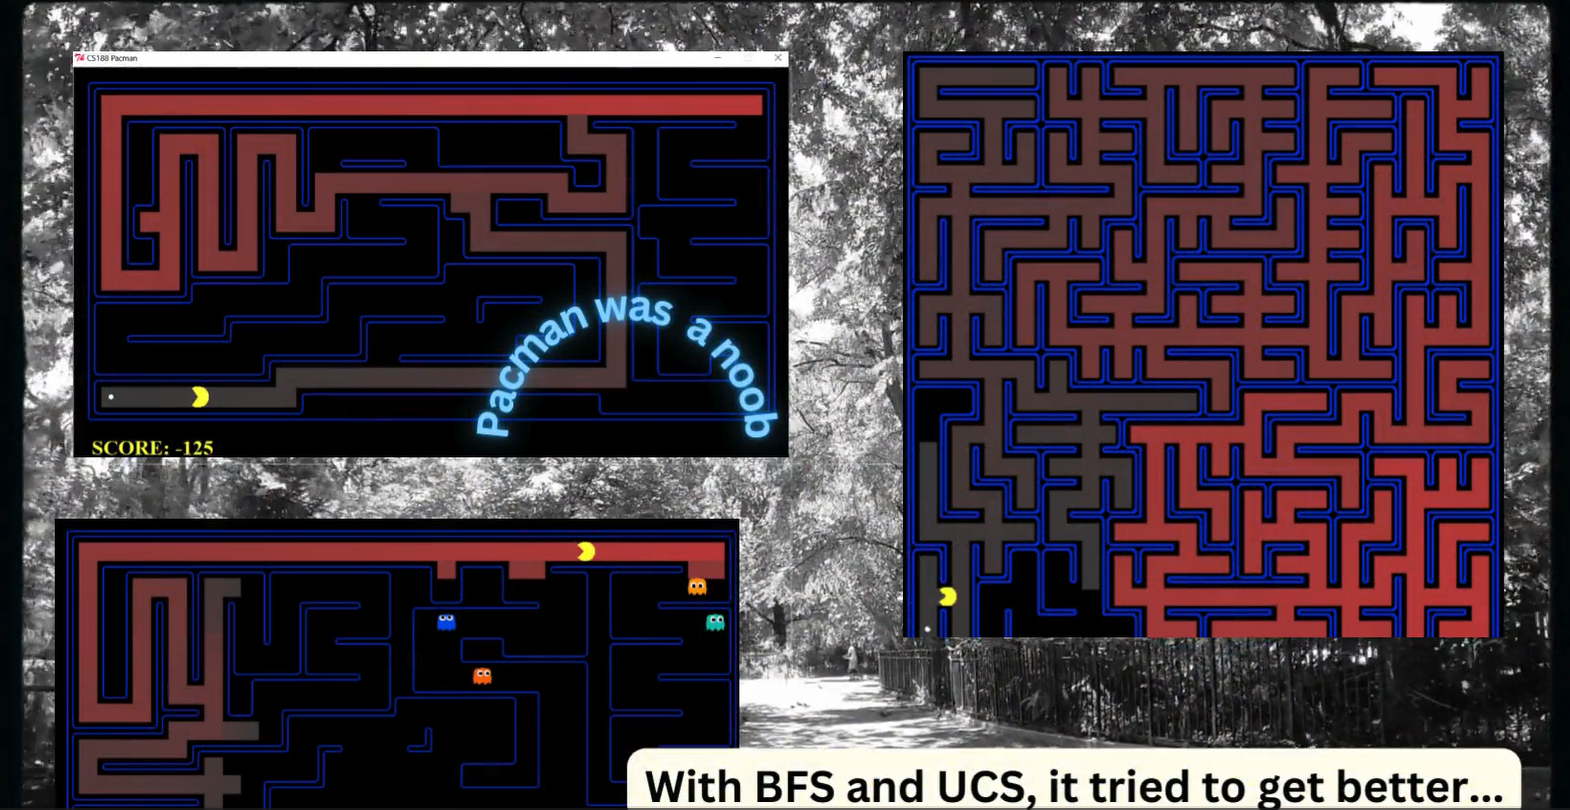 CS188 Pacman
Pacman was a noob
SCORE: -125
With BFS and UCS, it tried to get better...